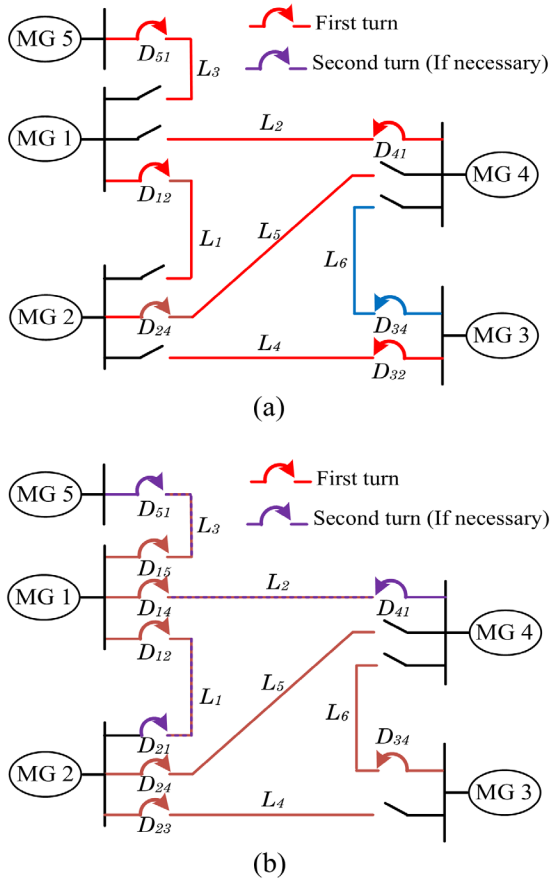 MG 5
D51
L3
First turn
Second turn (If necessary)
MG 1
L2
D41
D12
MG 4
L1
L5
L6
MG 2
D24
D34
MG 3
L4
D32
(a)
MG 5
D51
L3
First turn
Second turn (If necessary)
D15
MG 1
L2
D14
D41
D12
MG 4
L1
L5
L6
D21
D34
MG 2
D24
L4
MG 3
D23
(b)